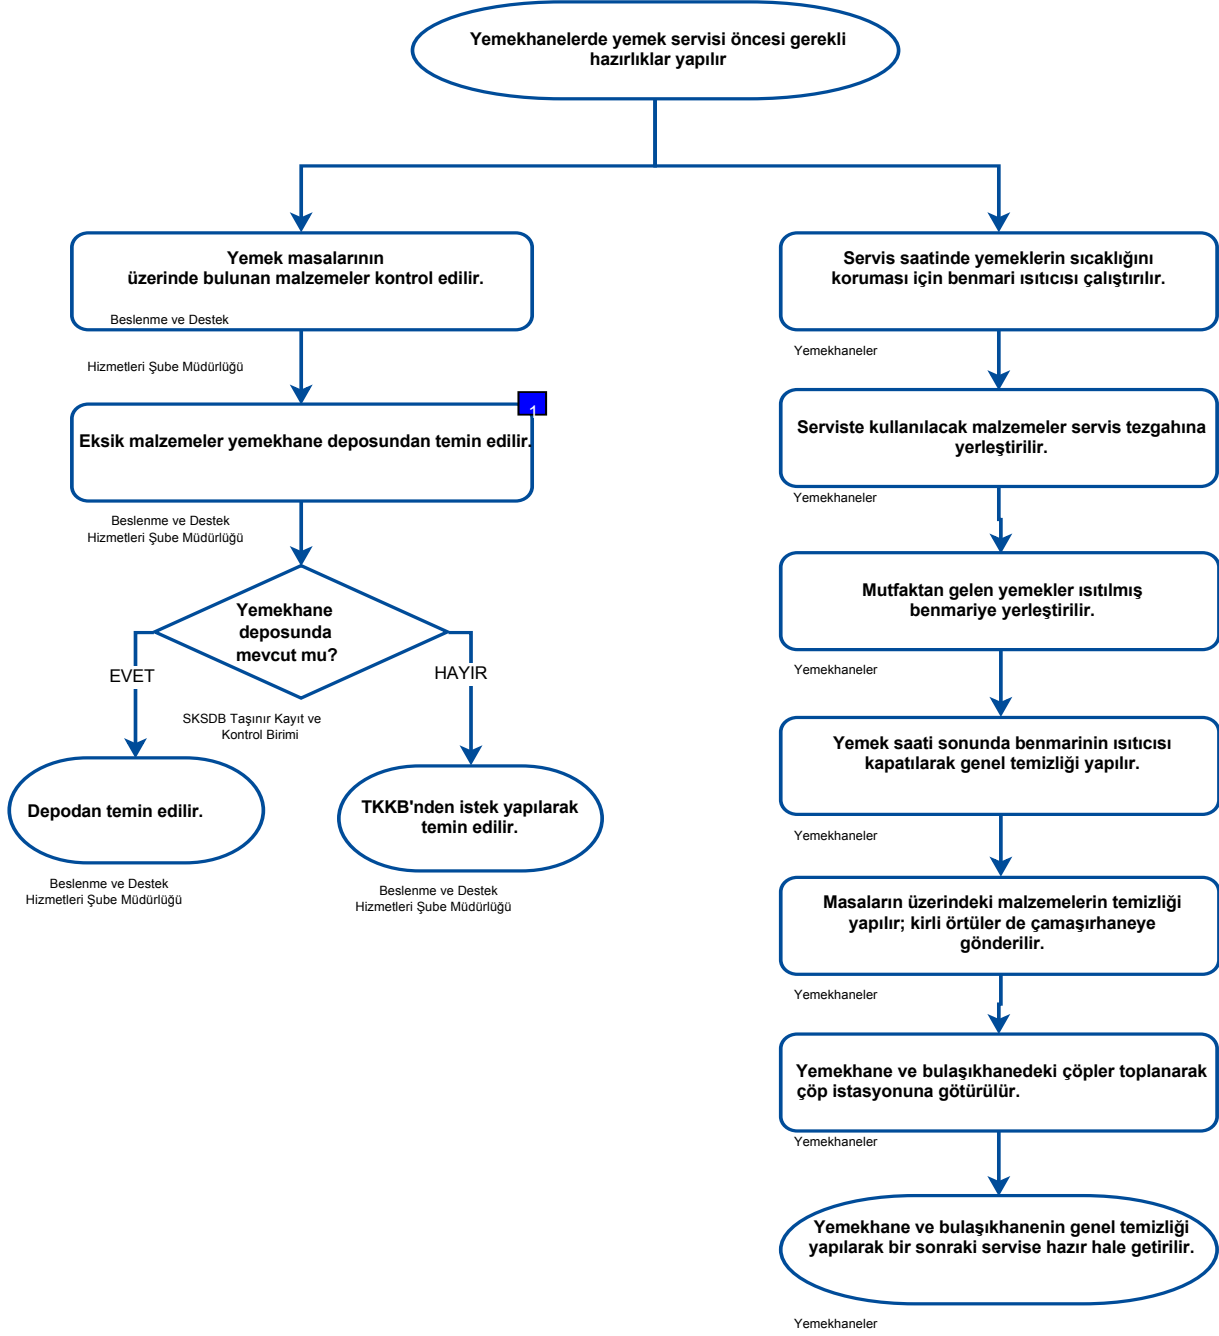 Yemekhanelerde yemek servisi öncesi gerekli
hazırlıklar yapılır
Yemek masalarının
üzerinde bulunan malzemeler kontrol edilir.
Beslenme ve Destek
Hizmetleri Şube Müdürlüğü
1
Eksik malzemeler yemekhane deposundan temin edilir.
Beslenme ve Destek
Hizmetleri Şube Müdürlüğü
Yemekhane
deposunda
mevcut mu?
EVET
HAYIR
SKSDB Taşınır Kayıt ve
Kontrol Birimi
Depodan temin edilir.
Beslenme ve Destek
Hizmetleri Şube Müdürlüğü
TKKB'nden istek yapılarak
temin edilir.
Beslenme ve Destek
Hizmetleri Şube Müdürlüğü
Servis saatinde yemeklerin sıcaklığını
koruması için benmari ısıtıcısı çalıştırılır.
Yemekhaneler
Serviste kullanılacak malzemeler servis tezgahına
yerleştirilir.
Yemekhaneler
Mutfaktan gelen yemekler ısıtılmış
benmariye yerleştirilir.
Yemekhaneler
Yemek saati sonunda benmarinin ısıtıcısı
kapatılarak genel temizliği yapılır.
Yemekhaneler
Masaların üzerindeki malzemelerin temizliği
yapılır; kirli örtüler de çamaşırhaneye
gönderilir.
Yemekhaneler
Yemekhane ve bulaşıkhanedeki çöpler toplanarak
çöp istasyonuna götürülür.
Yemekhaneler
Yemekhane ve bulaşıkhanenin genel temizliği
yapılarak bir sonraki servise hazır hale getirilir.
Yemekhaneler